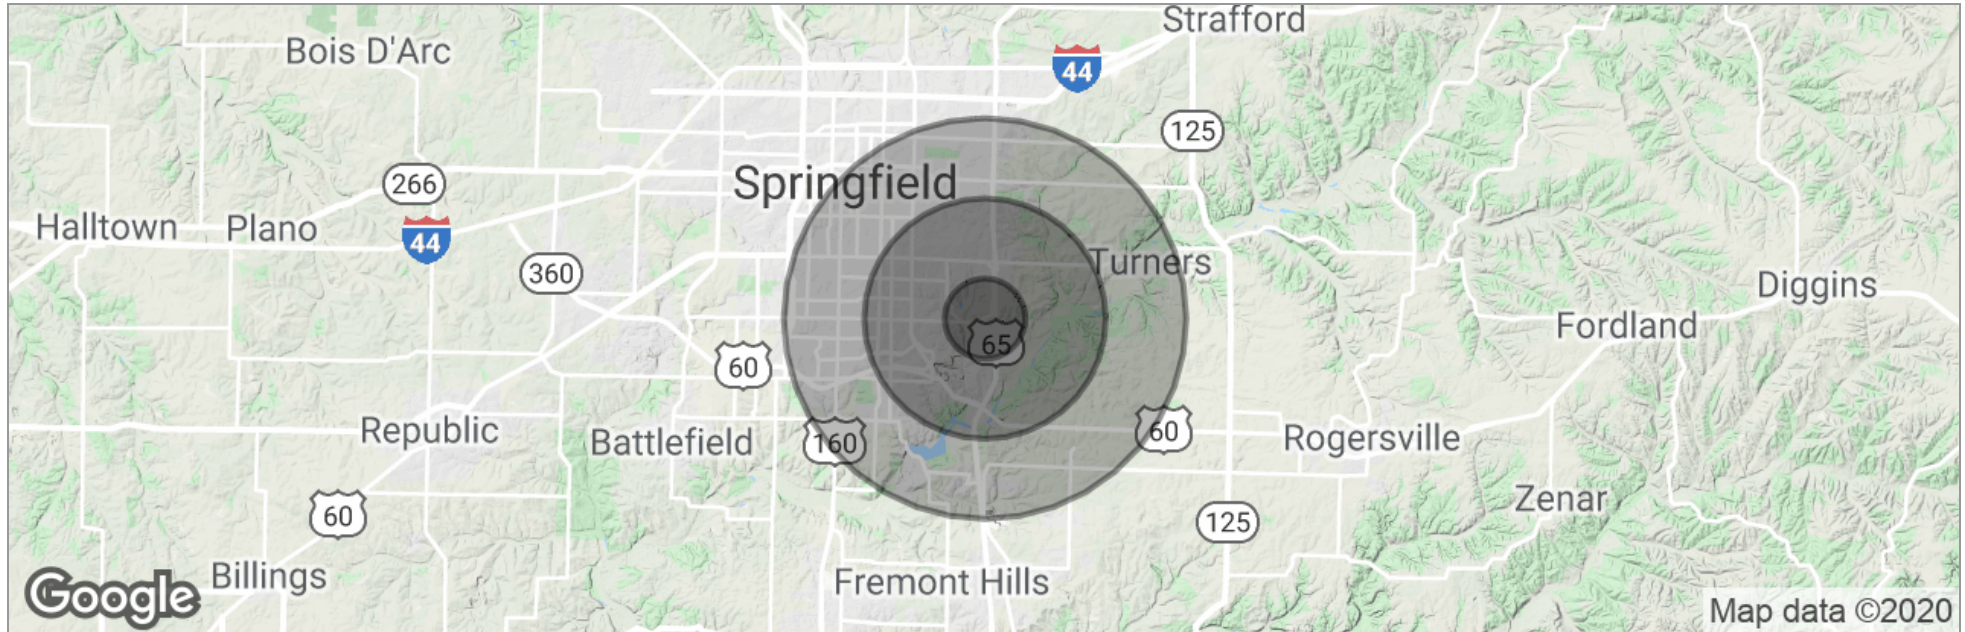 Strafford
Bois D'Arc
44
125
Springfield
266
Halltown
Plano
44
Turners
360
Diggins
Fordland
65
60
Republic
Battlefield
160
60
Rogersville
Zenar
60
125
Billings
Fremont Hills
Google
Map data ©2020